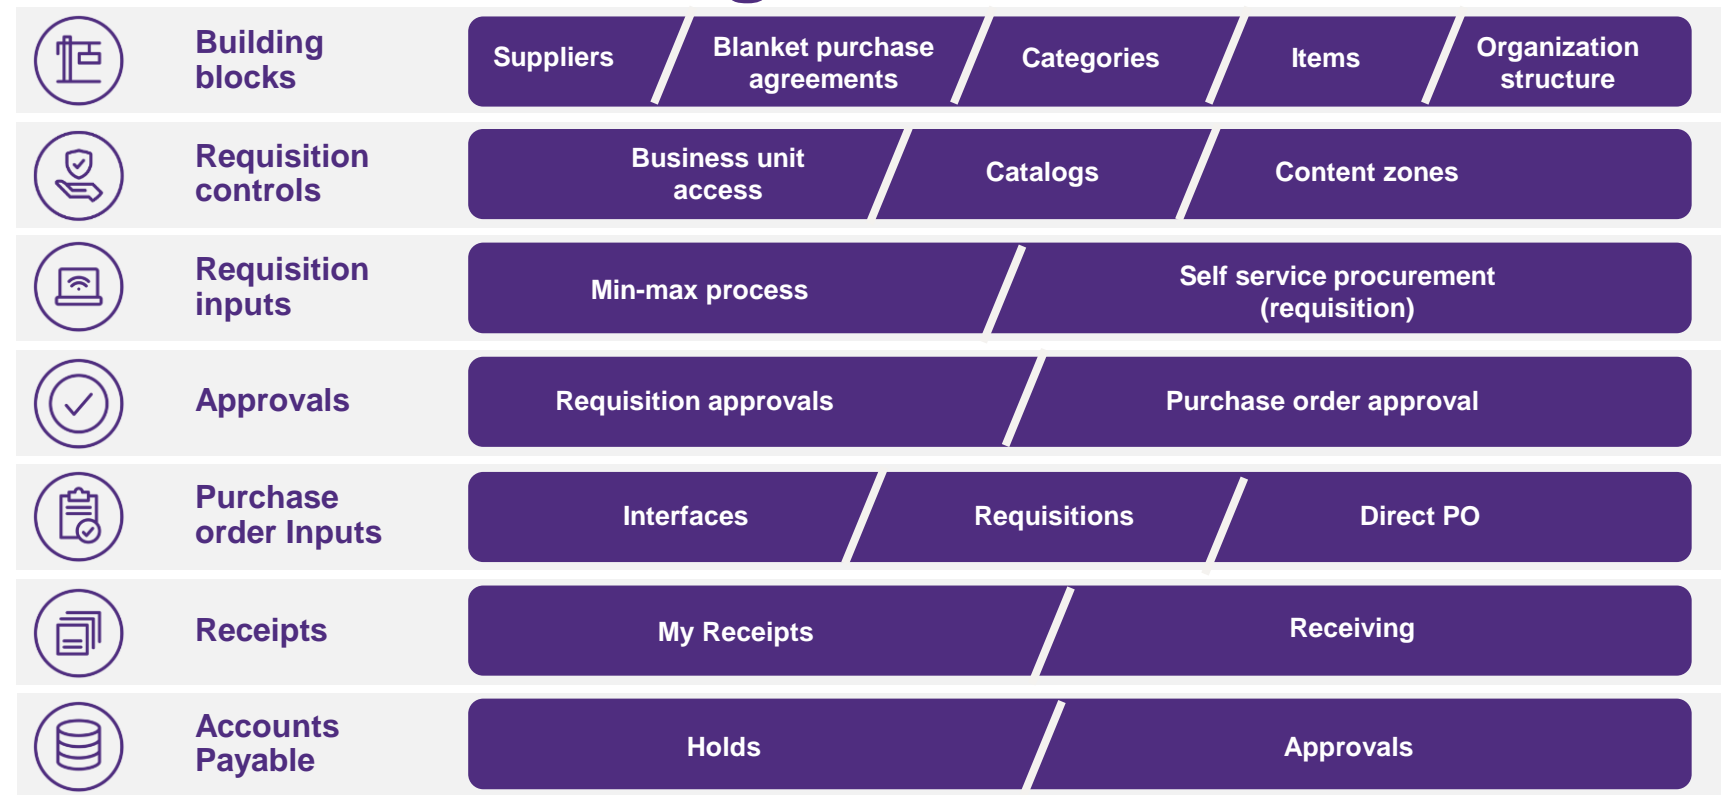 Building
blocks
Suppliers
Blanket purchase
agreements
Categories
Items
Organization
structure
Requisition
controls
Business unit
access
Catalogs
Content zones
Requisition
inputs
Min-max process
Self service procurement
(requisition)
Approvals
Requisition approvals
Purchase order approval
Purchase
order Inputs
Interfaces
Requisitions
Direct PO
Receipts
My Receipts
Receiving
Accounts
Payable
Holds
Approvals